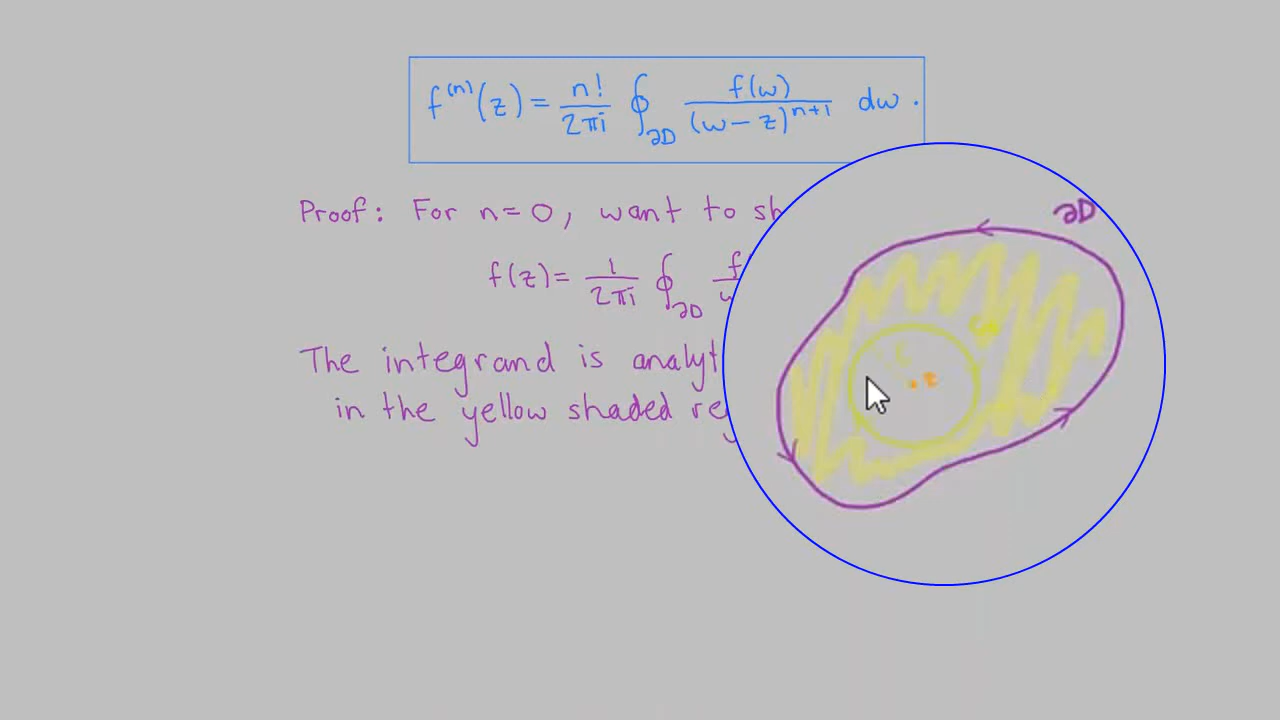 f⁽ⁿ⁾(z) = n!/2πi ∮_∂D f(w)/(w − z)ⁿ⁺¹ dw .
Proof: For n=0, want to sh
∂D
f(z)= 1/2πi ∮_∂D f
The integrand is analyt
z
in the yellow shaded re